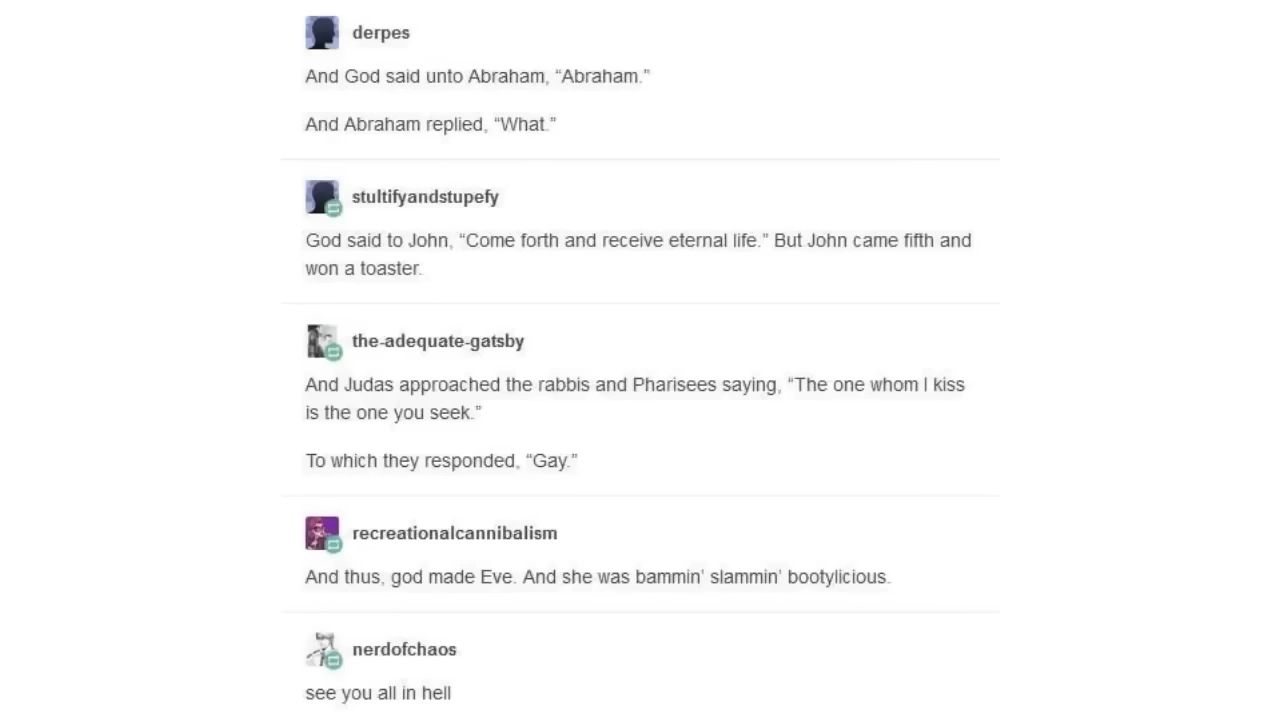 derpes
And God said unto Abraham, “Abraham.”
And Abraham replied, “What.”
stultifyandstupefy
God said to John, “Come forth and receive eternal life.” But John came fifth and
won a toaster.
the-adequate-gatsby
And Judas approached the rabbis and Pharisees saying, “The one whom I kiss
is the one you seek.”
To which they responded, “Gay.”
recreationalcannibalism
And thus, god made Eve. And she was bammin’ slammin’ bootylicious.
nerdofchaos
see you all in hell